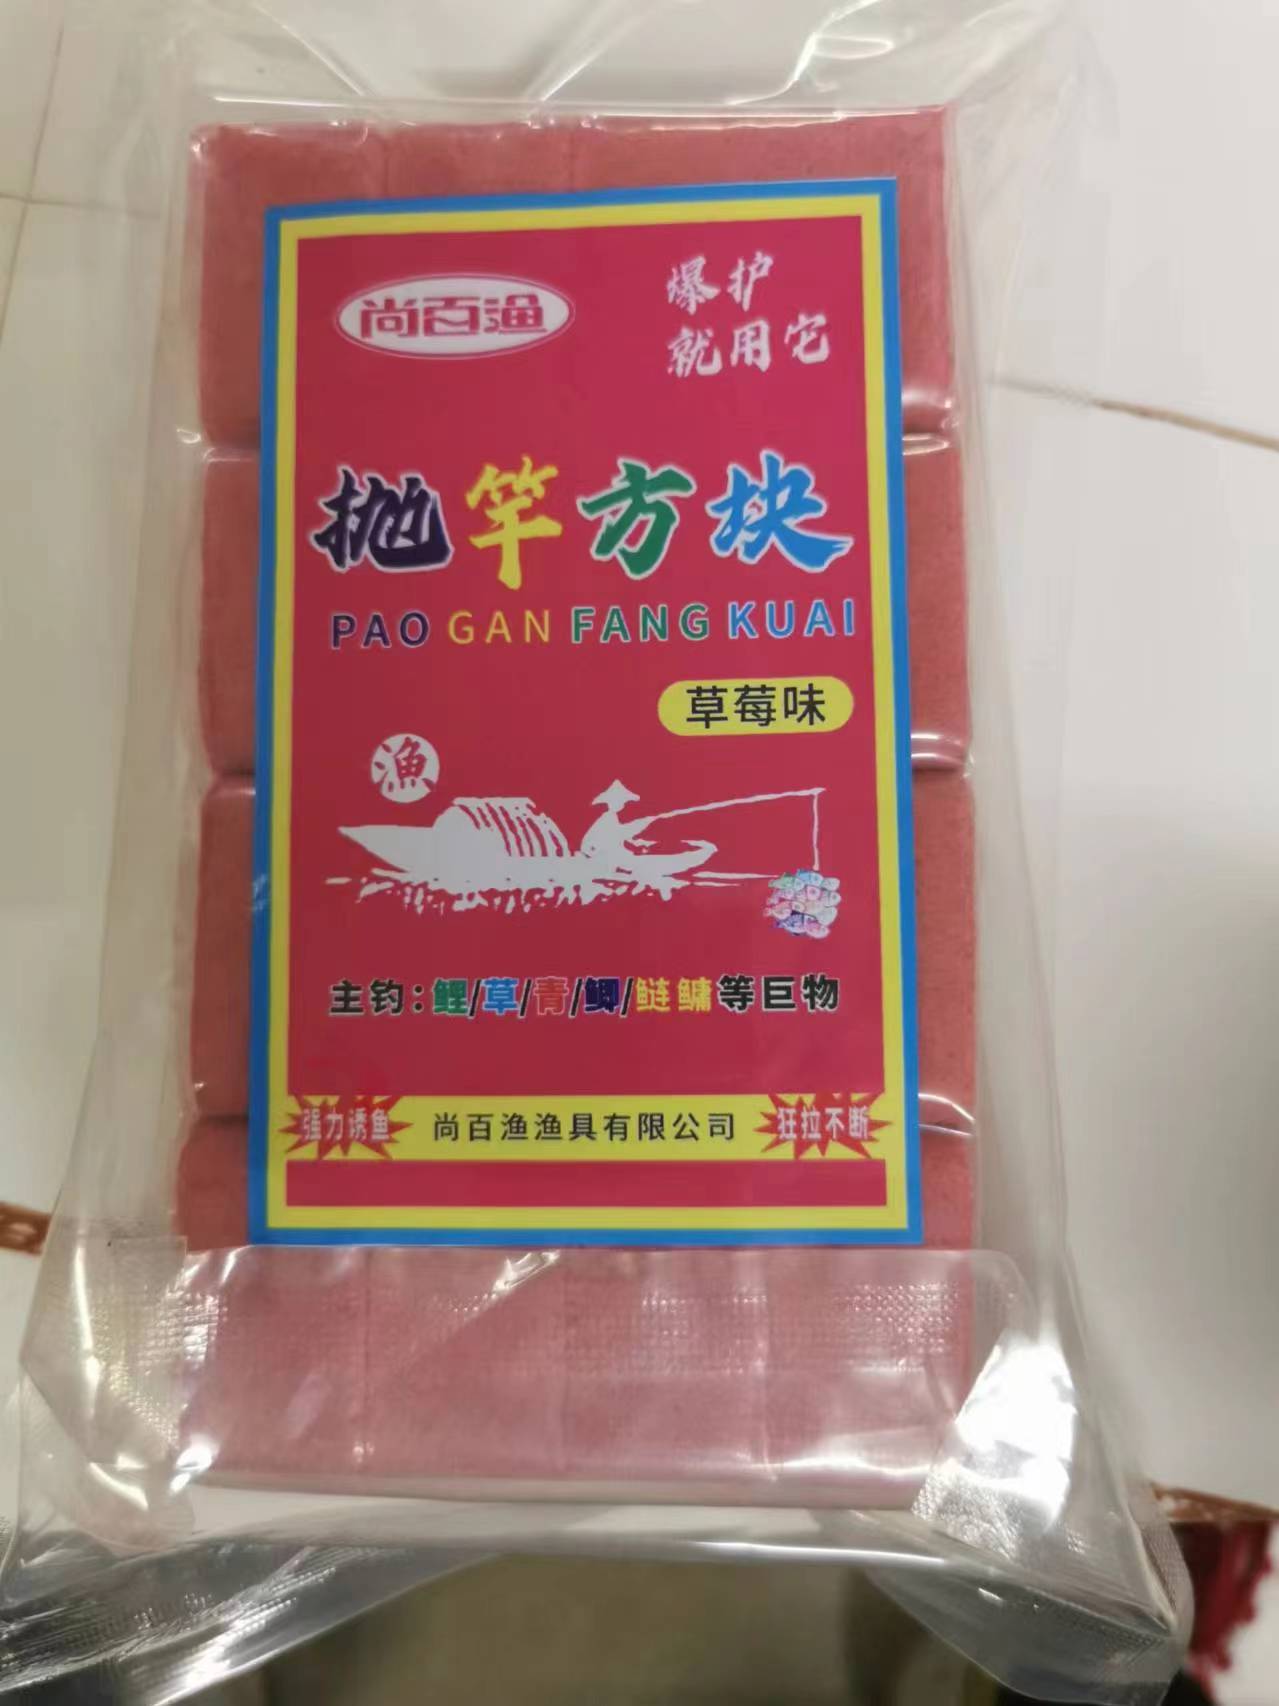 尚百渔
爆护
就用它
抛竿方块
PAO GAN FANG KUAI
草莓味
漁
主钓：鲤/草/青/鲫/鲢鳙等巨物
强力诱鱼
尚百渔渔具有限公司
狂拉不断